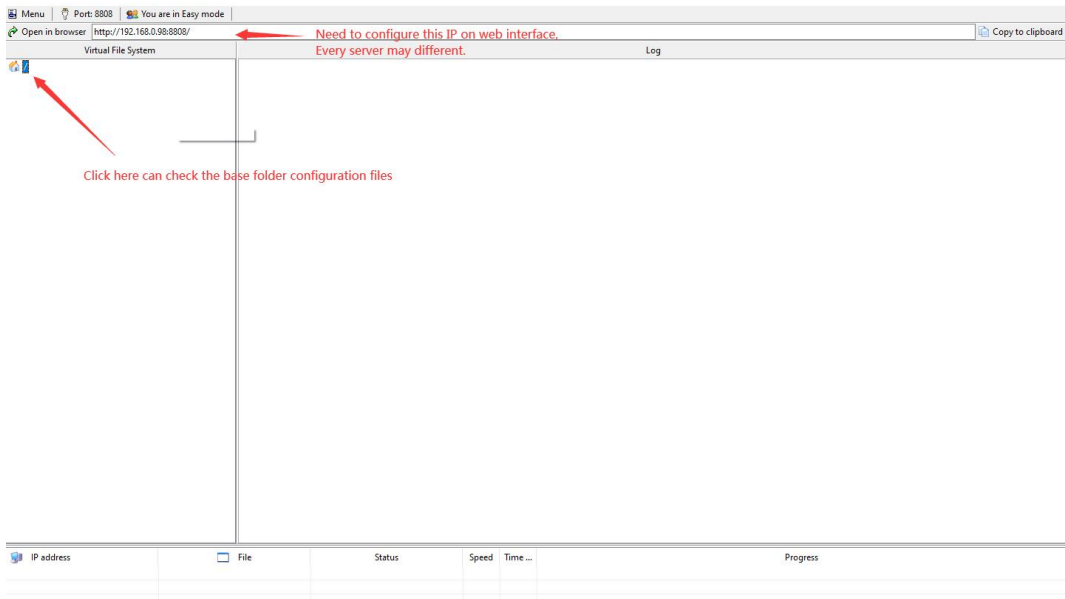 Menu Port: 8808 You are in Easy mode
Open in browser http://192.168.0.98:8808/ Copy to clipboard
Need to configure this IP on web interface,
Every server may different.
Virtual File System Log
/
Click here can check the base folder configuration files
IP address File Status Speed Time ... Progress